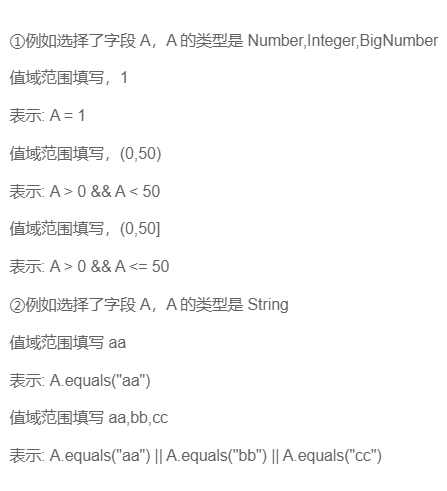 ①例如选择了字段 A，A 的类型是 Number,Integer,BigNumber
值域范围填写，1
表示: A = 1
值域范围填写，(0,50)
表示: A > 0 && A < 50
值域范围填写，(0,50]
表示: A > 0 && A <= 50
②例如选择了字段 A，A 的类型是 String
值域范围填写 aa
表示: A.equals("aa")
值域范围填写 aa,bb,cc
表示: A.equals("aa") || A.equals("bb") || A.equals("cc")